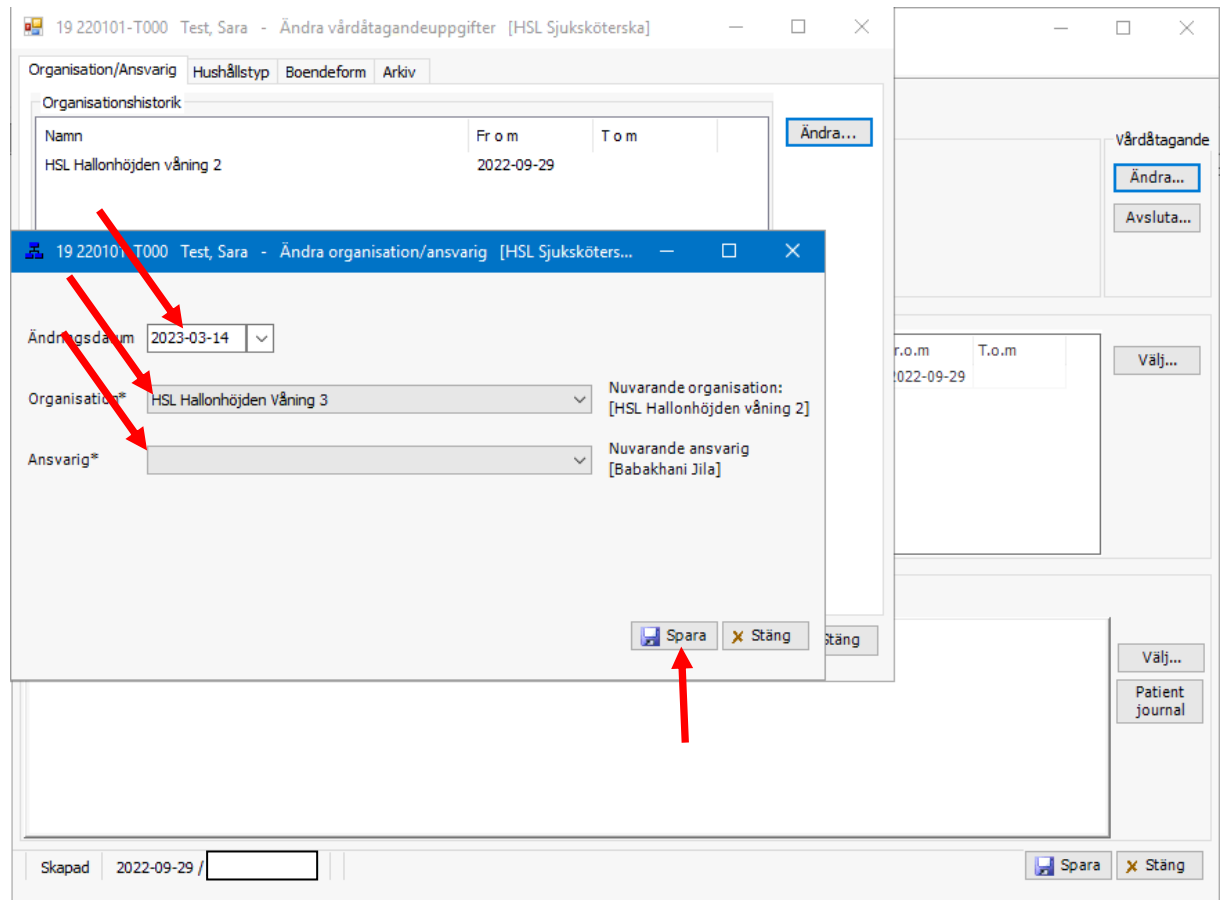 19 220101-T000 Test, Sara - Ändra vårdåtagandeuppgifter [HSL Sjuksköterska]
Organisation/Ansvarig Hushållstyp Boendeform Arkiv
Organisationshistorik
Namn Fr o m T o m
HSL Hallonhöjden våning 2 2022-09-29
Ändra...
Vårdåtagande
Ändra...
Avsluta...
19 220101-T000 Test, Sara - Ändra organisation/ansvarig [HSL Sjuksköters...
Ändringsdatum 2023-03-14
Organisation* HSL Hallonhöjden Våning 3
Nuvarande organisation:
[HSL Hallonhöjden våning 2]
Ansvarig*
Nuvarande ansvarig
[Babakhani Jila]
Spara Stäng
T.o.m
2022-09-29
Välj...
Välj...
Patient
journal
Skapad 2022-09-29 /
Spara Stäng